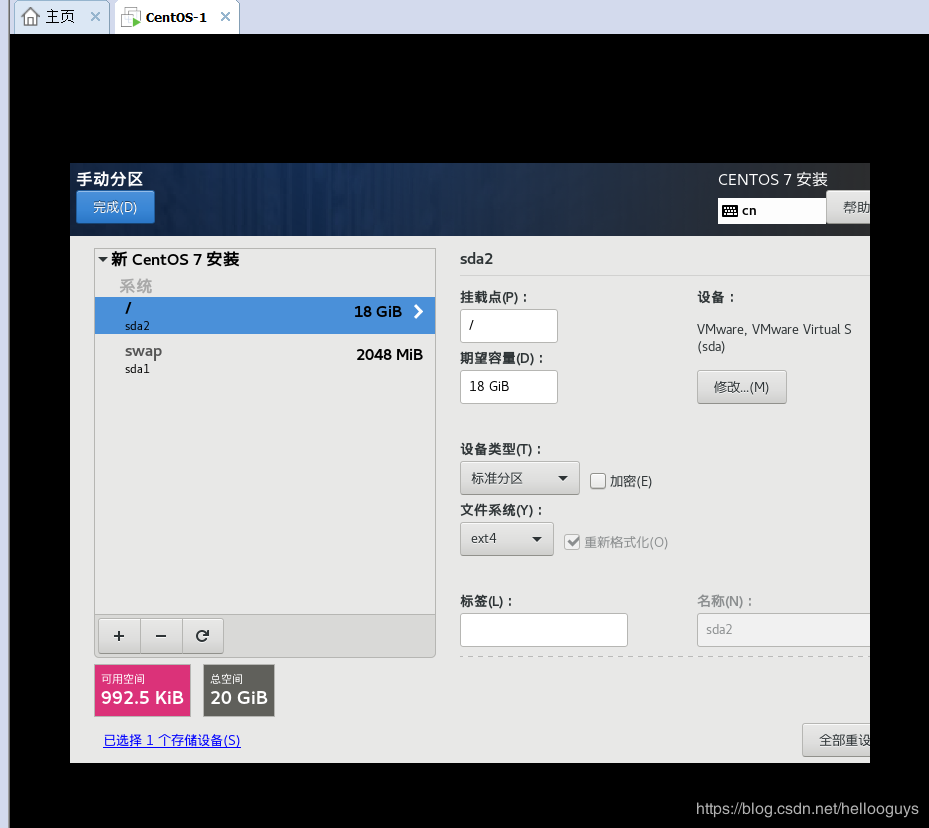 主页
CentOS-1
手动分区
完成(D)
CENTOS 7 安装
cn
帮助
新 CentOS 7 安装
系统
/
18 GiB
sda2
swap
2048 MiB
sda1
sda2
挂载点(P)：
/
期望容量(D)：
18 GiB
设备：
VMware, VMware Virtual S
(sda)
修改...(M)
设备类型(T)：
标准分区
加密(E)
文件系统(Y)：
ext4
重新格式化(O)
标签(L)：
名称(N)：
sda2
可用空间
992.5 KiB
总空间
20 GiB
已选择 1 个存储设备(S)
全部重设
https://blog.csdn.net/hellooguys